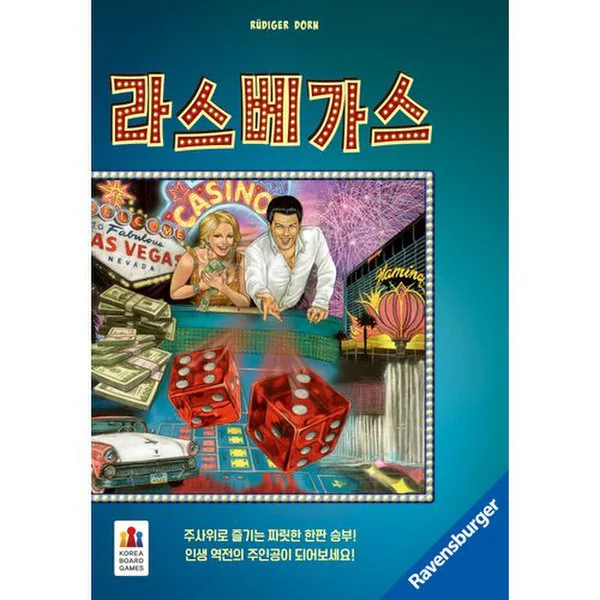 RÜDIGER DORN
라스베가스
CASINO
WELCOME
TO Fabulous
LAS VEGAS
NEVADA
Flamingo
주사위로 즐기는 짜릿한 한판 승부!
인생 역전의 주인공이 되어보세요!
KOREA
BOARD
GAMES
Ravensburger